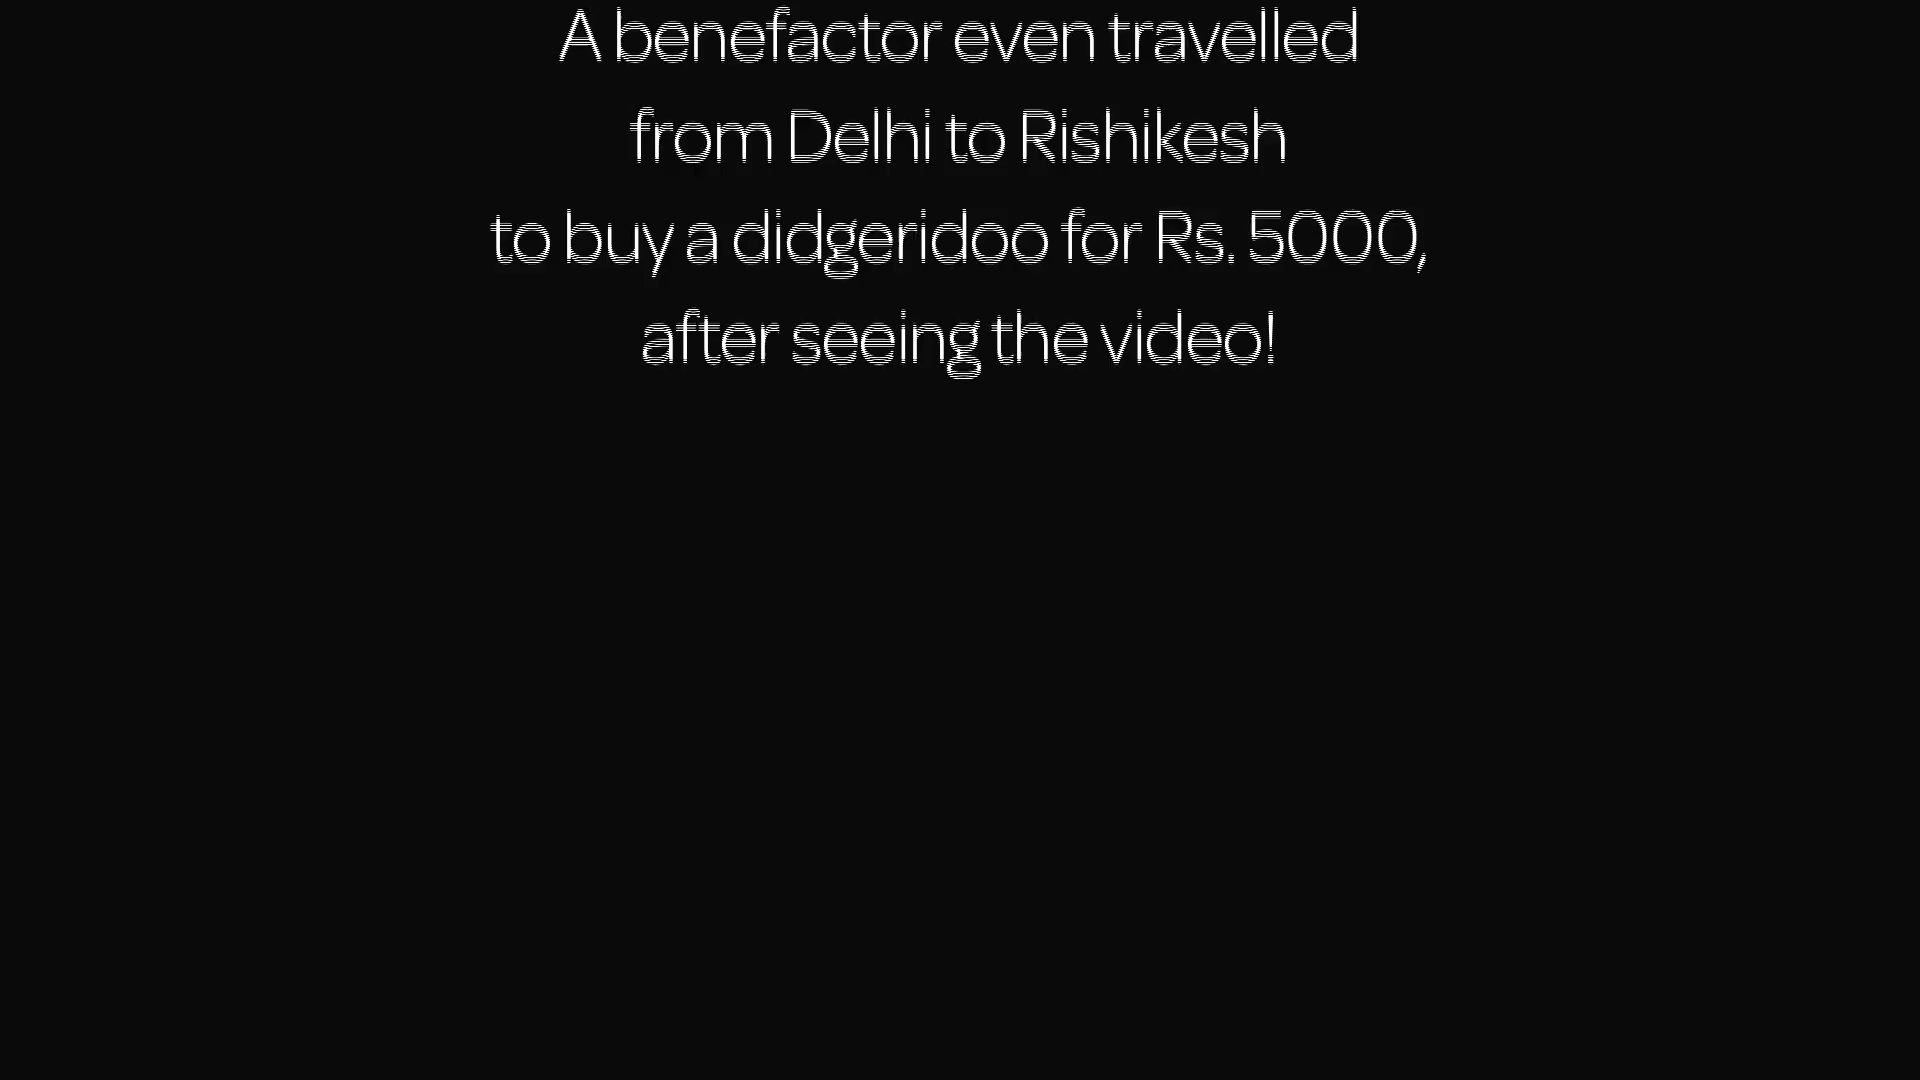 A benefactor even travelled
from Delhi to Rishikesh
to buy a didgeridoo for Rs. 5000,
after seeing the video!